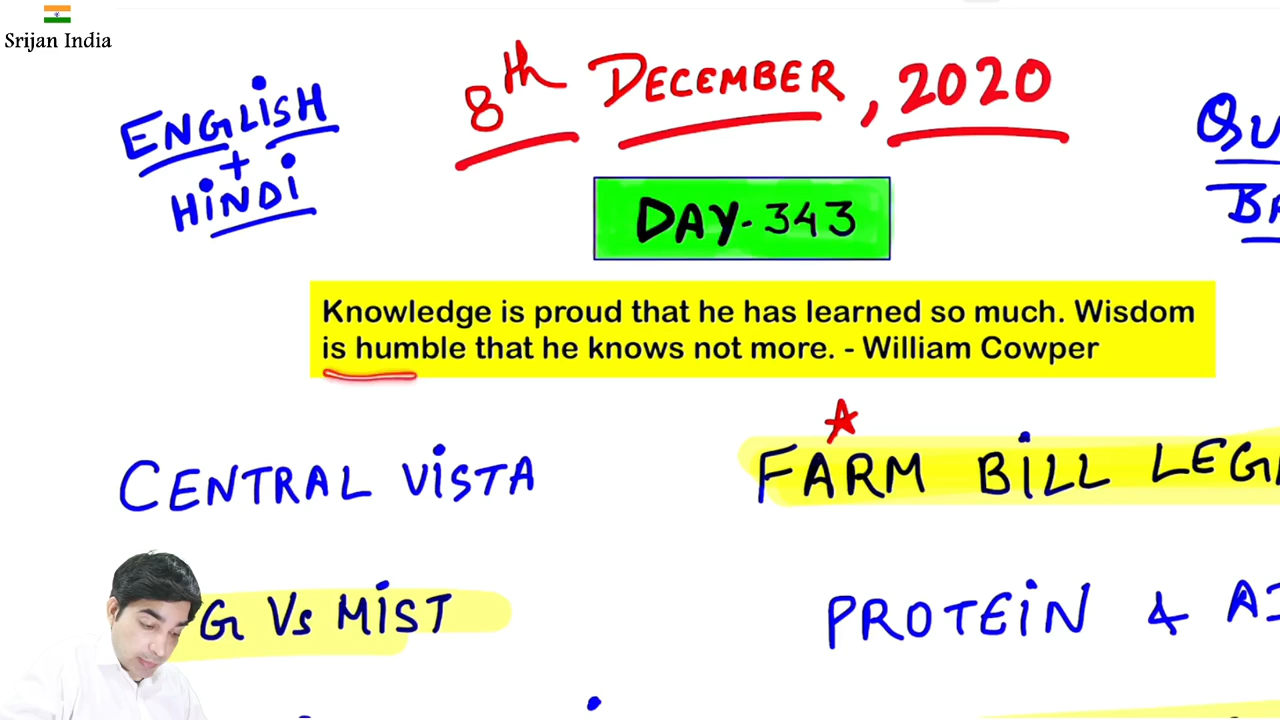 Srijan India
8th DECEMBER, 2020
ENGLiSH
+
HiNDi
DAY-343
Knowledge is proud that he has learned so much. Wisdom
is humble that he knows not more. - William Cowper
CENTRAL ViSTA
FARM BiLL
G Vs MiST
PROTEiN &